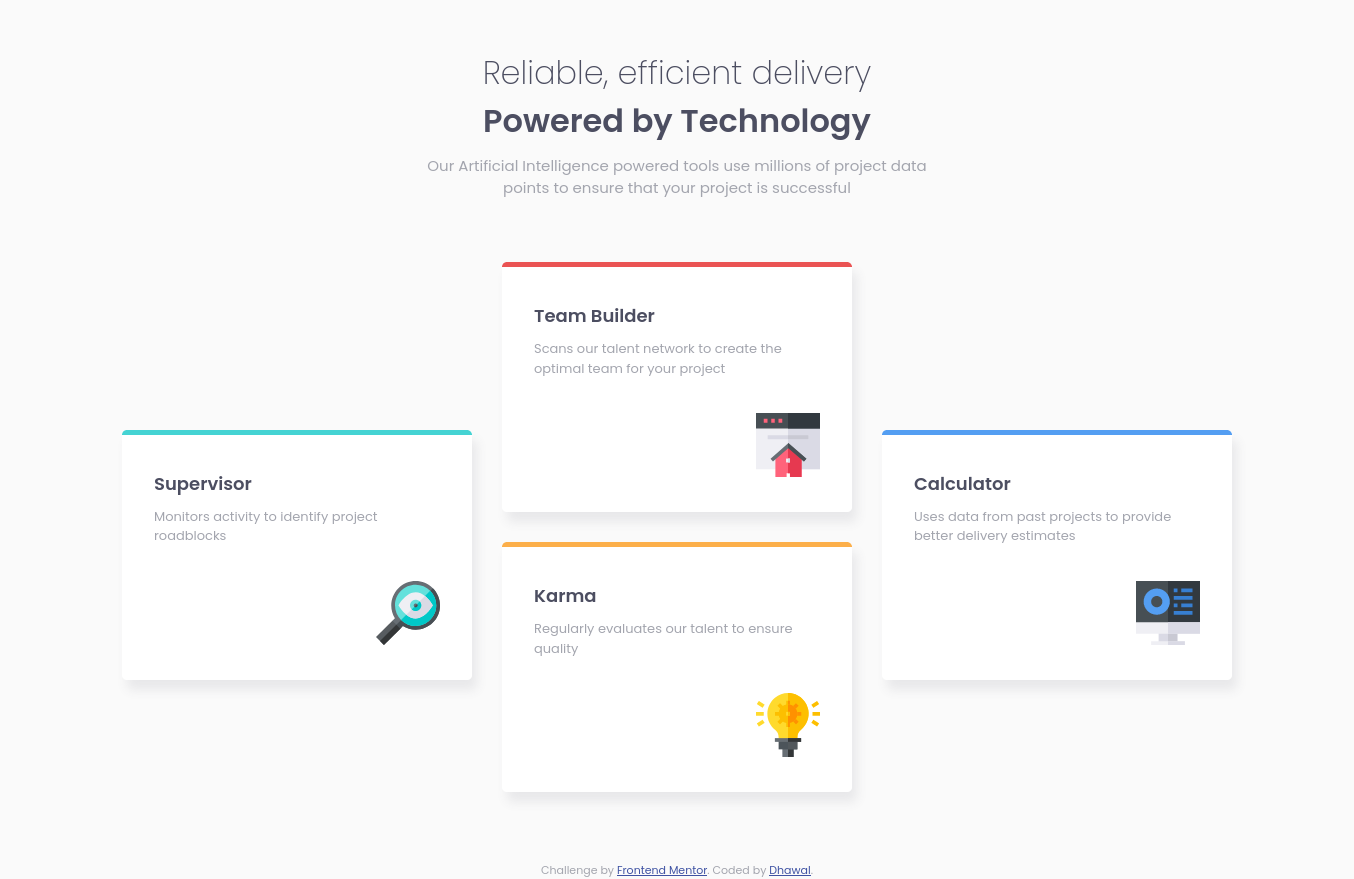 Reliable, efficient delivery
Powered by Technology
Our Artificial Intelligence powered tools use millions of project data
points to ensure that your project is successful
Supervisor
Monitors activity to identify project
roadblocks
Team Builder
Scans our talent network to create the
optimal team for your project
Karma
Regularly evaluates our talent to ensure
quality
Calculator
Uses data from past projects to provide
better delivery estimates
Challenge by Frontend Mentor. Coded by Dhawal.